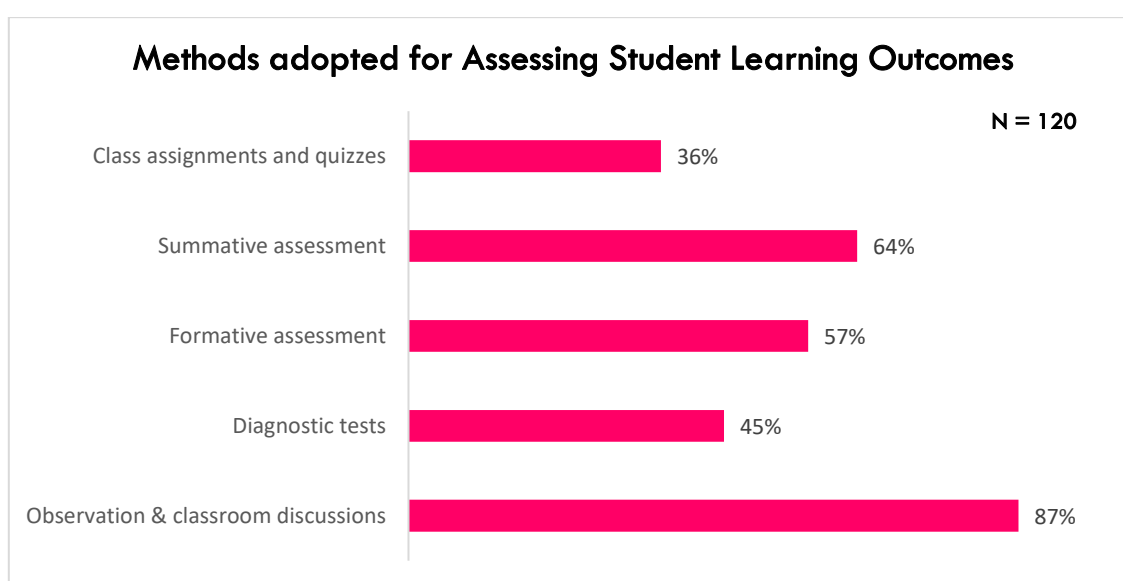 Methods adopted for Assessing Student Learning Outcomes
N = 120
Class assignments and quizzes 36%
Summative assessment 64%
Formative assessment 57%
Diagnostic tests 45%
Observation & classroom discussions 87%